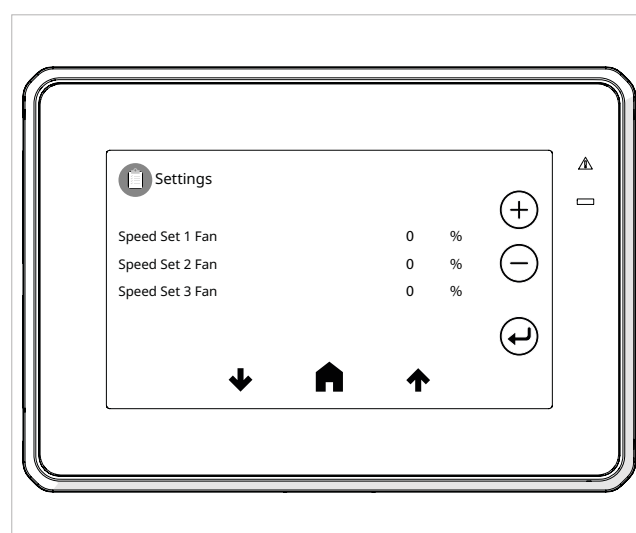 Settings
Speed Set 1 Fan 0 %
Speed Set 2 Fan 0 %
Speed Set 3 Fan 0 %